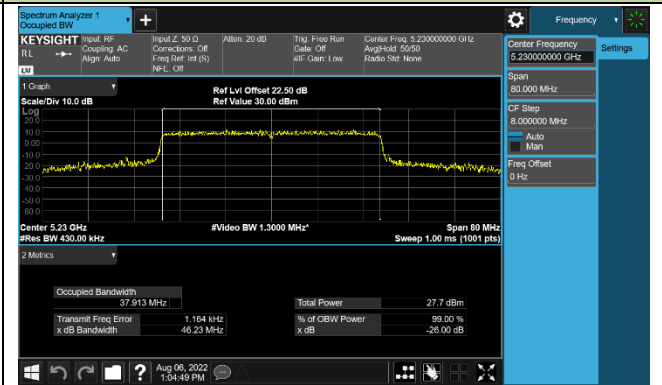 Spectrum Analyzer 1
Occupied BW
Frequency
KEYSIGHT
RL
LXI
Input: RF
Coupling: AC
Align: Auto
Input Z: 50 Ω
Corrections: Off
Freq Ref: Int (S)
NFE: Off
Atten: 20 dB
Trig: Free Run
Gate: Off
#IF Gain: Low
Center Freq: 5.230000000 GHz
Avg|Hold: 50/50
Radio Std: None
Center Frequency
5.230000000 GHz
Settings
Span
80.000 MHz
CF Step
8.000000 MHz
Auto
Man
Freq Offset
0 Hz
1 Graph
Scale/Div 10.0 dB
Ref Lvl Offset 22.50 dB
Ref Value 30.00 dBm
Log
20.0
10.0
0.00
-10.0
-20.0
-30.0
-40.0
-50.0
-60.0
Center 5.23 GHz
#Video BW 1.3000 MHz*
Span 80 MHz
#Res BW 430.00 kHz
Sweep 1.00 ms (1001 pts)
2 Metrics
Occupied Bandwidth
37.913 MHz
Total Power 27.7 dBm
Transmit Freq Error 1.164 kHz
% of OBW Power 99.00 %
x dB Bandwidth 46.23 MHz
x dB -26.00 dB
?
Aug 06, 2022
1:04:49 PM